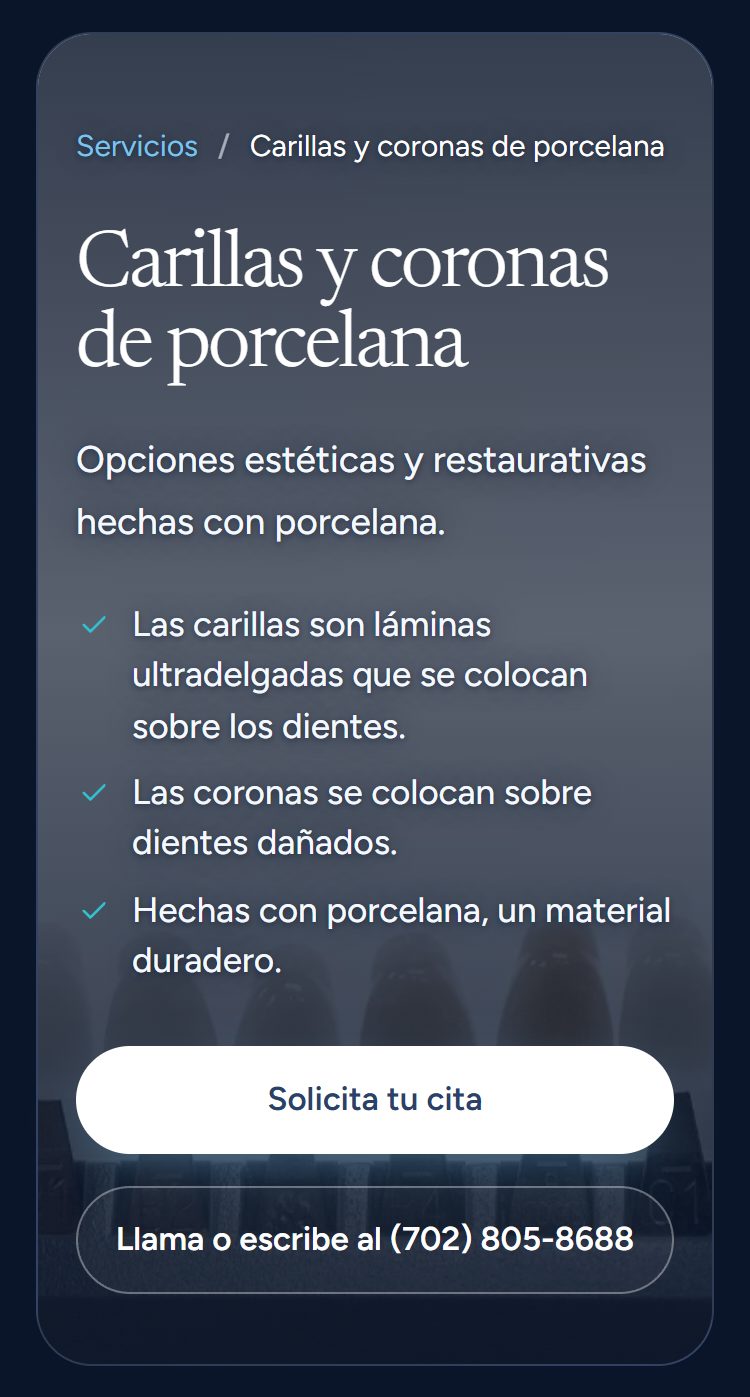 Servicios / Carillas y coronas de porcelana
Carillas y coronas
de porcelana
Opciones estéticas y restaurativas
hechas con porcelana.
Las carillas son láminas
ultradelgadas que se colocan
sobre los dientes.
Las coronas se colocan sobre
dientes dañados.
Hechas con porcelana, un material
duradero.
Solicita tu cita
Llama o escribe al (702) 805-8688